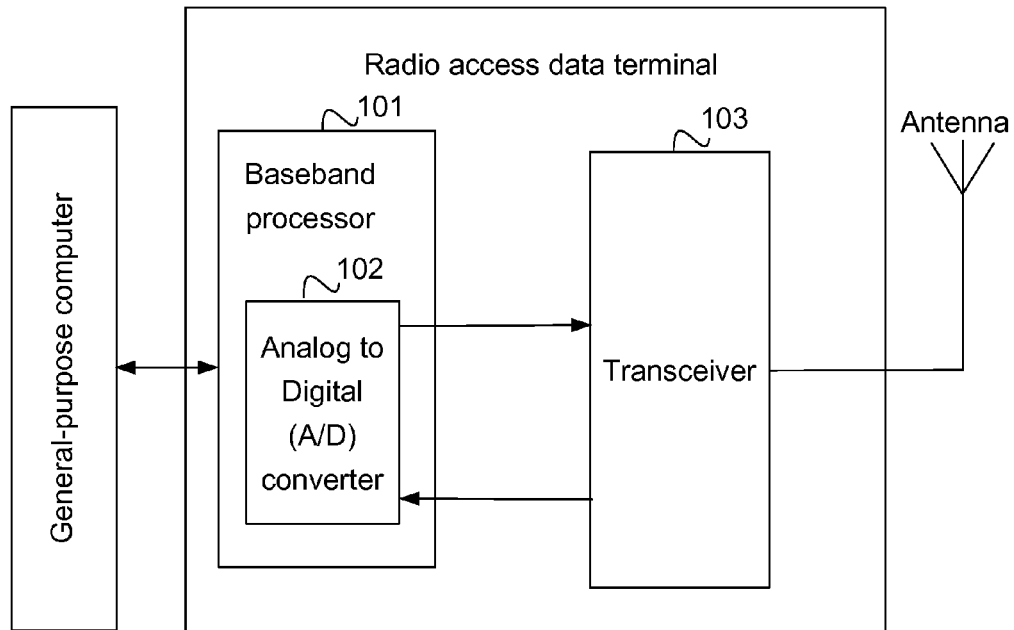 Radio access data terminal
101
103
Antenna
Baseband
processor
102
General-purpose computer
Analog to
Digital
(A/D)
converter
Transceiver